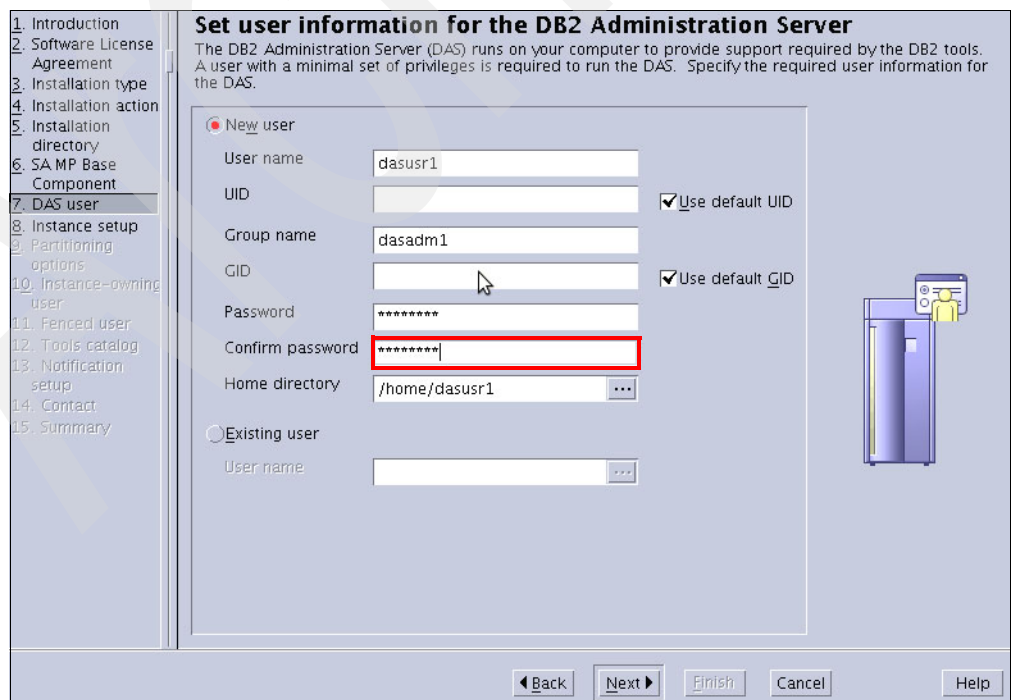 1. Introduction
2. Software License
Agreement
3. Installation type
4. Installation action
5. Installation
directory
6. SA MP Base
Component
7. DAS user
8. Instance setup
9. Partitioning
options
10. Instance-owning
user
11. Fenced user
12. Tools catalog
13. Notification
setup
14. Contact
15. Summary
Set user information for the DB2 Administration Server
The DB2 Administration Server (DAS) runs on your computer to provide support required by the DB2 tools.
A user with a minimal set of privileges is required to run the DAS. Specify the required user information for
the DAS.
New user
User name
dasusr1
UID
Use default UID
Group name
dasadm1
GID
Use default GID
Password
********
Confirm password
********
Home directory
/home/dasusr1
...
Existing user
User name
...
Back
Next
Finish
Cancel
Help